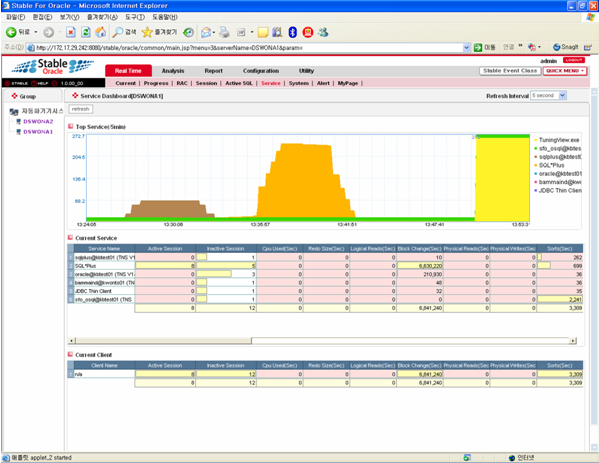 Stable For Oracle - Microsoft Internet Explorer
파일(F) 편집(E) 보기(V) 즐겨찾기(A) 도구(T) 도움말(H)
뒤로 검색 즐겨찾기
주소(D) http://172.17.29.242:8080/stable/oracle/common/main.jsp?menu=3&serverName=DSWONA1&param= 이동 연결 SnagIt
Stable Oracle
admin LOGOUT
Real Time Analysis Report Configuration Utility
Stable Event Class QUICK MENU
STABLE HELP 1.0.00_00
Current | Progress | RAC | Session | Active SQL | Service | System | Alert | MyPage |
Group
Service Dashboard[DSWONA1]
Refresh Interval 5 second
자동화기기시스
DSWONA2
DSWONA1
refresh
Top Service(5min)
272.7
204.5
136.4
68.2
13:24:05 13:30:06 13:35:57 13:41:51 13:47:41 13:53:3
TuningView.exe
sfo_osql@kbtes
sqlplus@kbtest0
SQL*Plus
oracle@kbtest01
bammaind@kwo
JDBC Thin Client
Current Service
Service Name Active Session Inactive Session Cpu Used(Sec) Redo Size(Sec) Logical Reads(Sec) Block Change(Sec) Physical Reads(Sec) Physical Writes(Sec) Sorts(Sec)
sqlplus@kbtest01 (TNS V1 0 1 0 0 0 10 0 0 262
SQL*Plus 8 5 0 0 0 6,630,220 0 0 699
oracle@kbtest01 (TNS V1- 0 3 0 0 0 210,930 0 0 36
bammaind@kwonto01 (TNS 0 1 0 0 0 48 0 0 36
JDBC Thin Client 0 1 0 0 0 32 0 0 35
sfo_osql@kbtest01 (TNS 0 1 0 0 0 0 0 0 2,241
8 12 0 0 0 6,841,240 0 0 3,309
Current Client
Client Name Active Session Inactive Session Cpu Used(Sec) Redo Size(Sec) Logical Reads(Sec) Block Change(Sec) Physical Reads(Sec) Physical Writes(Sec) Sorts(Sec)
n/a 8 12 0 0 0 6,841,240 0 0 3,309
8 12 0 0 0 6,841,240 0 0 3,309
애플릿 applet_2 started 인터넷